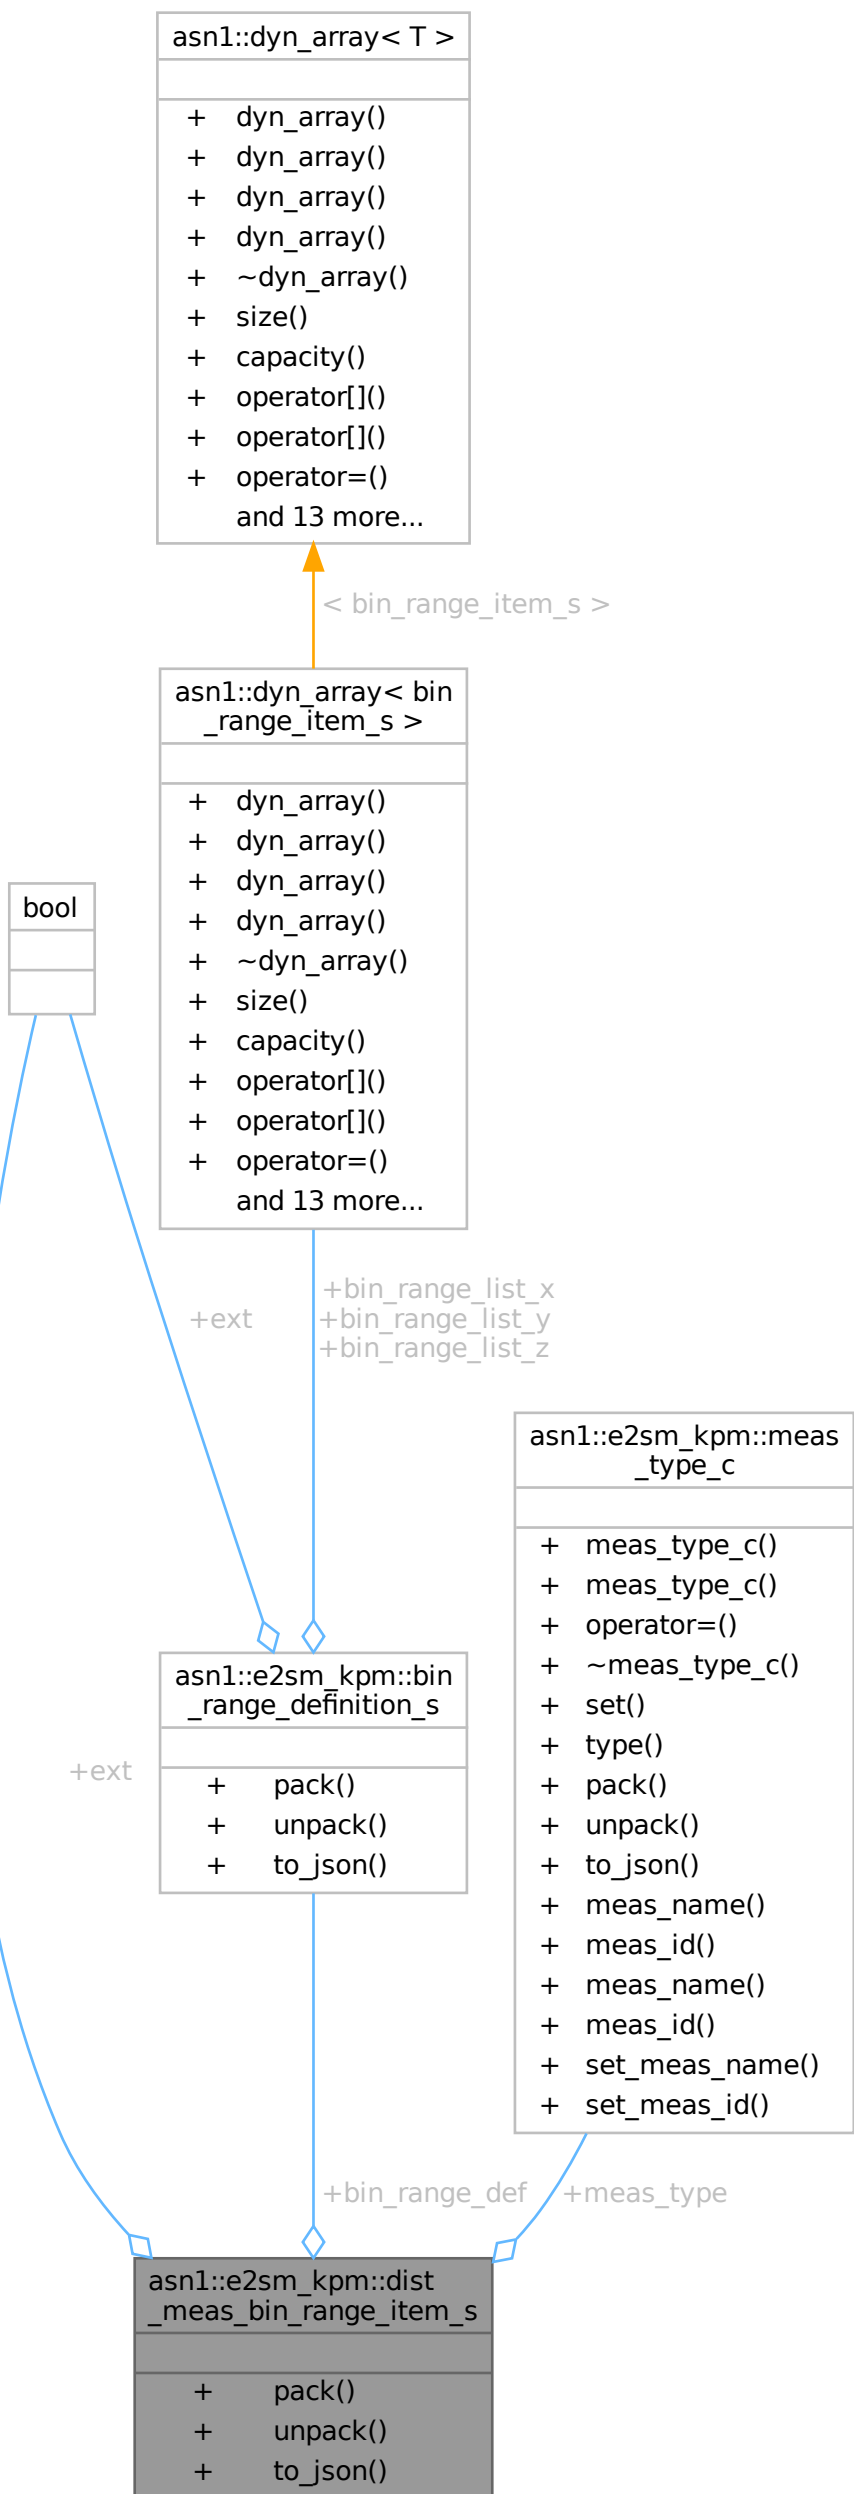 asn1::dyn_array< T >
+ dyn_array()
+ dyn_array()
+ dyn_array()
+ dyn_array()
+ ~dyn_array()
+ size()
+ capacity()
+ operator[]()
+ operator[]()
+ operator=()
and 13 more...
< bin_range_item_s >
asn1::dyn_array< bin
_range_item_s >
+ dyn_array()
+ dyn_array()
+ dyn_array()
+ dyn_array()
+ ~dyn_array()
+ size()
+ capacity()
+ operator[]()
+ operator[]()
+ operator=()
and 13 more...
bool
+ext
+bin_range_list_x
+bin_range_list_y
+bin_range_list_z
asn1::e2sm_kpm::meas
_type_c
+ meas_type_c()
+ meas_type_c()
+ operator=()
+ ~meas_type_c()
+ set()
+ type()
+ pack()
+ unpack()
+ to_json()
+ meas_name()
+ meas_id()
+ meas_name()
+ meas_id()
+ set_meas_name()
+ set_meas_id()
asn1::e2sm_kpm::bin
_range_definition_s
+ pack()
+ unpack()
+ to_json()
+ext
+bin_range_def
+meas_type
asn1::e2sm_kpm::dist
_meas_bin_range_item_s
+ pack()
+ unpack()
+ to_json()